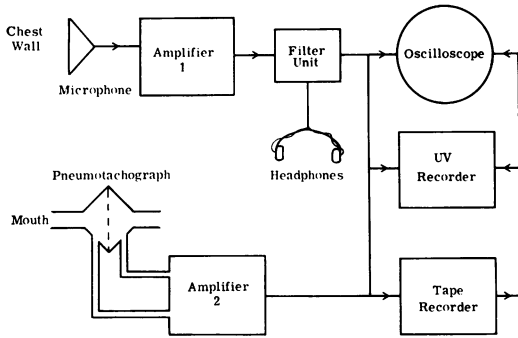 Chest
Wall
Microphone
Amplifier
1
Filter
Unit
Headphones
Oscilloscope
UV
Recorder
Pneumotachograph
Mouth
Amplifier
2
Tape
Recorder